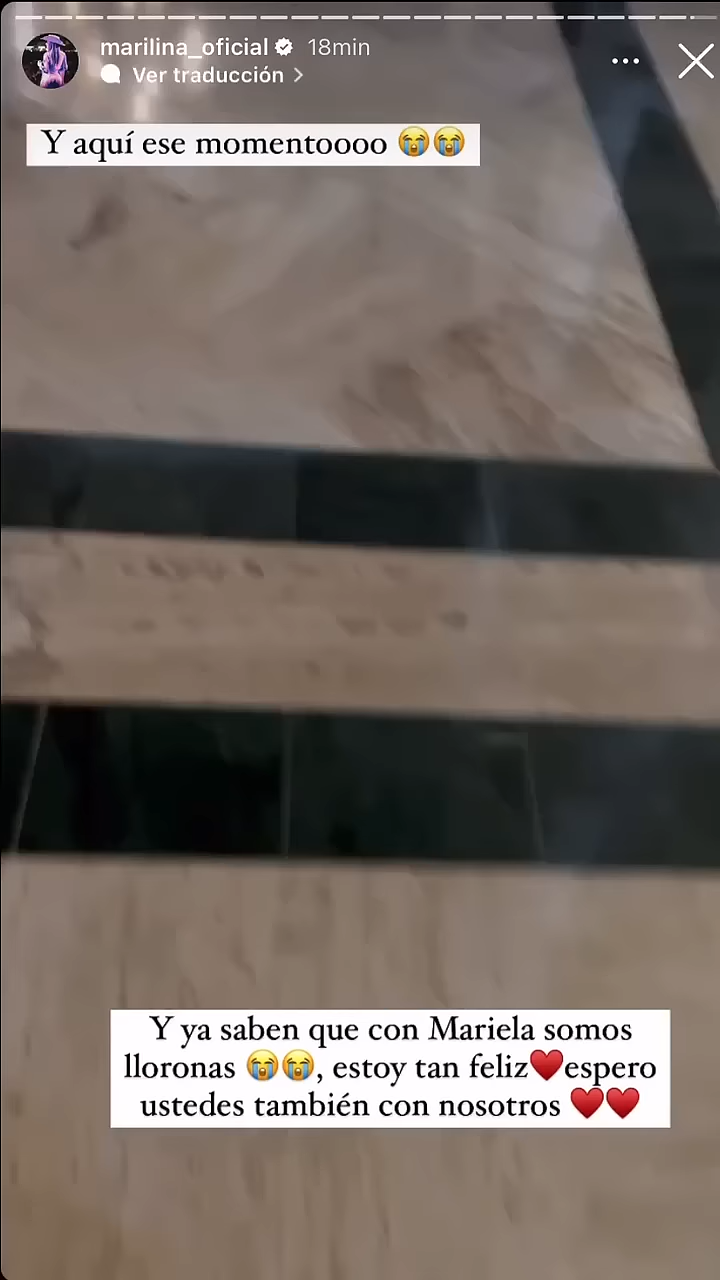 marilina_oficial 18min
Ver traducción
Y aquí ese momentoooo 😭😭
Y ya saben que con Mariela somos
lloronas 😭😭, estoy tan feliz♥️espero
ustedes también con nosotros ♥️♥️